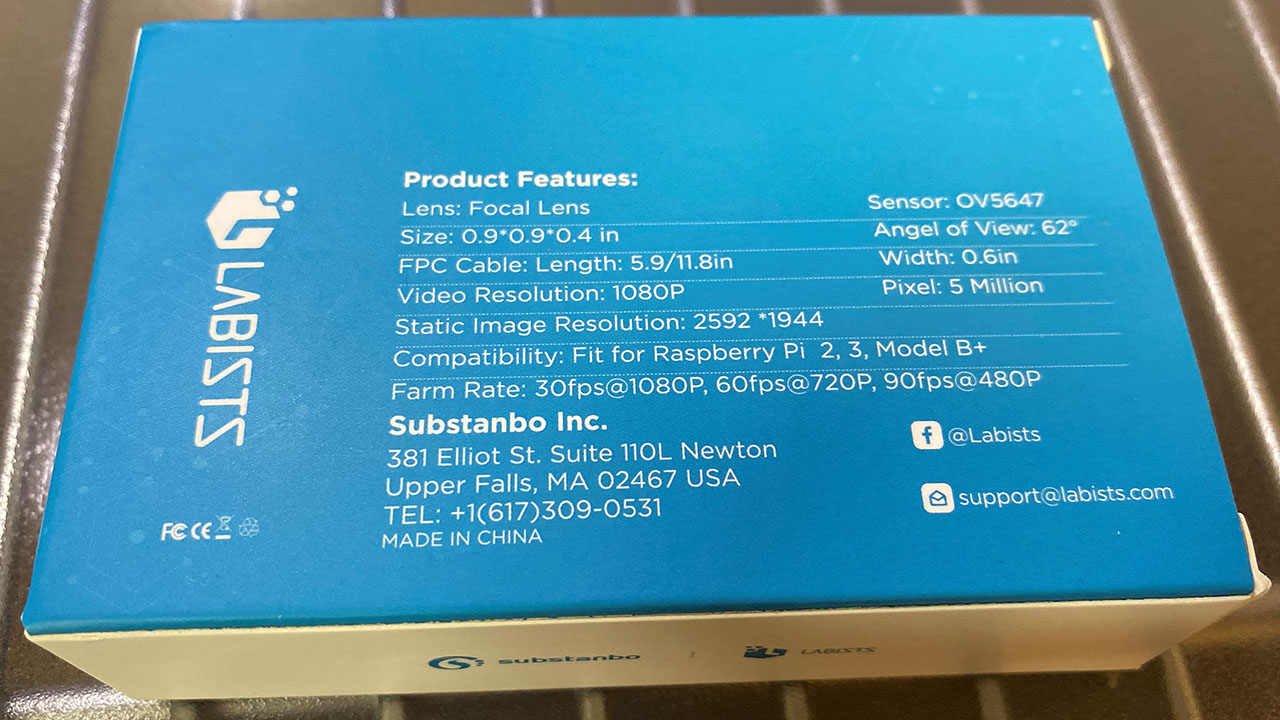 LABISTS
Product Features:
Lens: Focal Lens Sensor: OV5647
Size: 0.9*0.9*0.4 in Angel of View: 62°
FPC Cable: Length: 5.9/11.8in Width: 0.6in
Video Resolution: 1080P Pixel: 5 Million
Static Image Resolution: 2592 *1944
Compatibility: Fit for Raspberry Pi 2, 3, Model B+
Farm Rate: 30fps@1080P, 60fps@720P, 90fps@480P
Substanbo Inc.
381 Elliot St. Suite 110L Newton
Upper Falls, MA 02467 USA
TEL: +1(617)309-0531
MADE IN CHINA
@Labists
support@labists.com
FC CE
substanbo | LABISTS